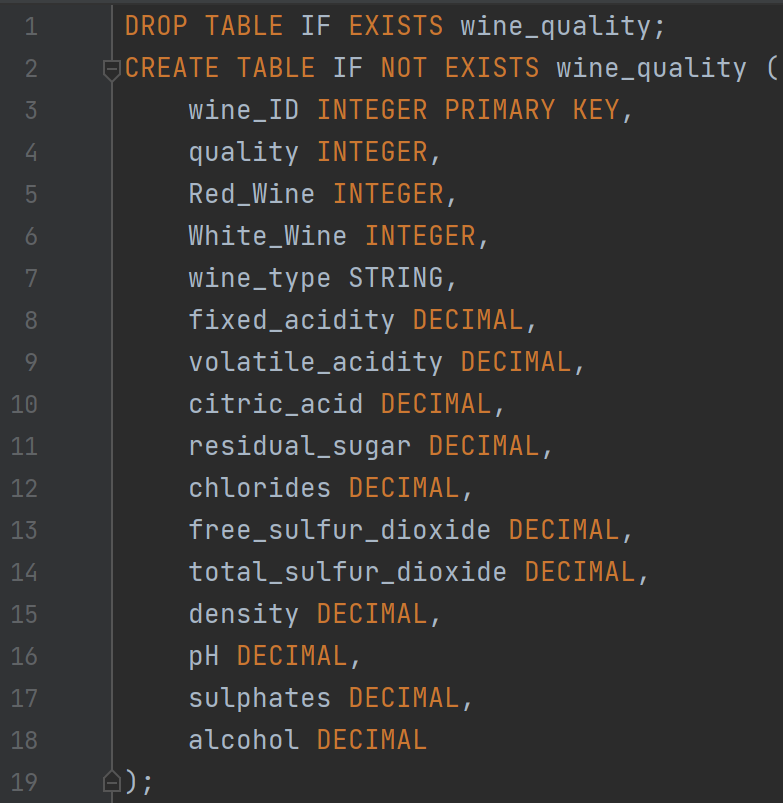 1 DROP TABLE IF EXISTS wine_quality;
2 CREATE TABLE IF NOT EXISTS wine_quality (
3 wine_ID INTEGER PRIMARY KEY,
4 quality INTEGER,
5 Red_Wine INTEGER,
6 White_Wine INTEGER,
7 wine_type STRING,
8 fixed_acidity DECIMAL,
9 volatile_acidity DECIMAL,
10 citric_acid DECIMAL,
11 residual_sugar DECIMAL,
12 chlorides DECIMAL,
13 free_sulfur_dioxide DECIMAL,
14 total_sulfur_dioxide DECIMAL,
15 density DECIMAL,
16 pH DECIMAL,
17 sulphates DECIMAL,
18 alcohol DECIMAL
19 );